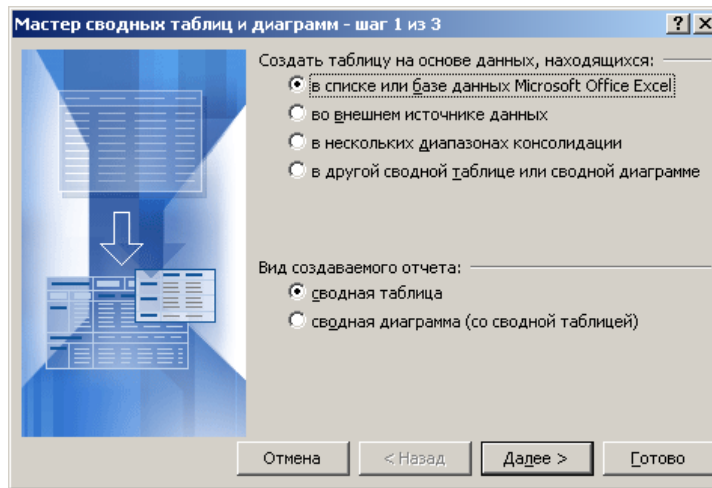 Мастер сводных таблиц и диаграмм - шаг 1 из 3
Создать таблицу на основе данных, находящихся:
в списке или базе данных Microsoft Office Excel
во внешнем источнике данных
в нескольких диапазонах консолидации
в другой сводной таблице или сводной диаграмме
Вид создаваемого отчета:
сводная таблица
сводная диаграмма (со сводной таблицей)
Отмена < Назад Далее > Готово